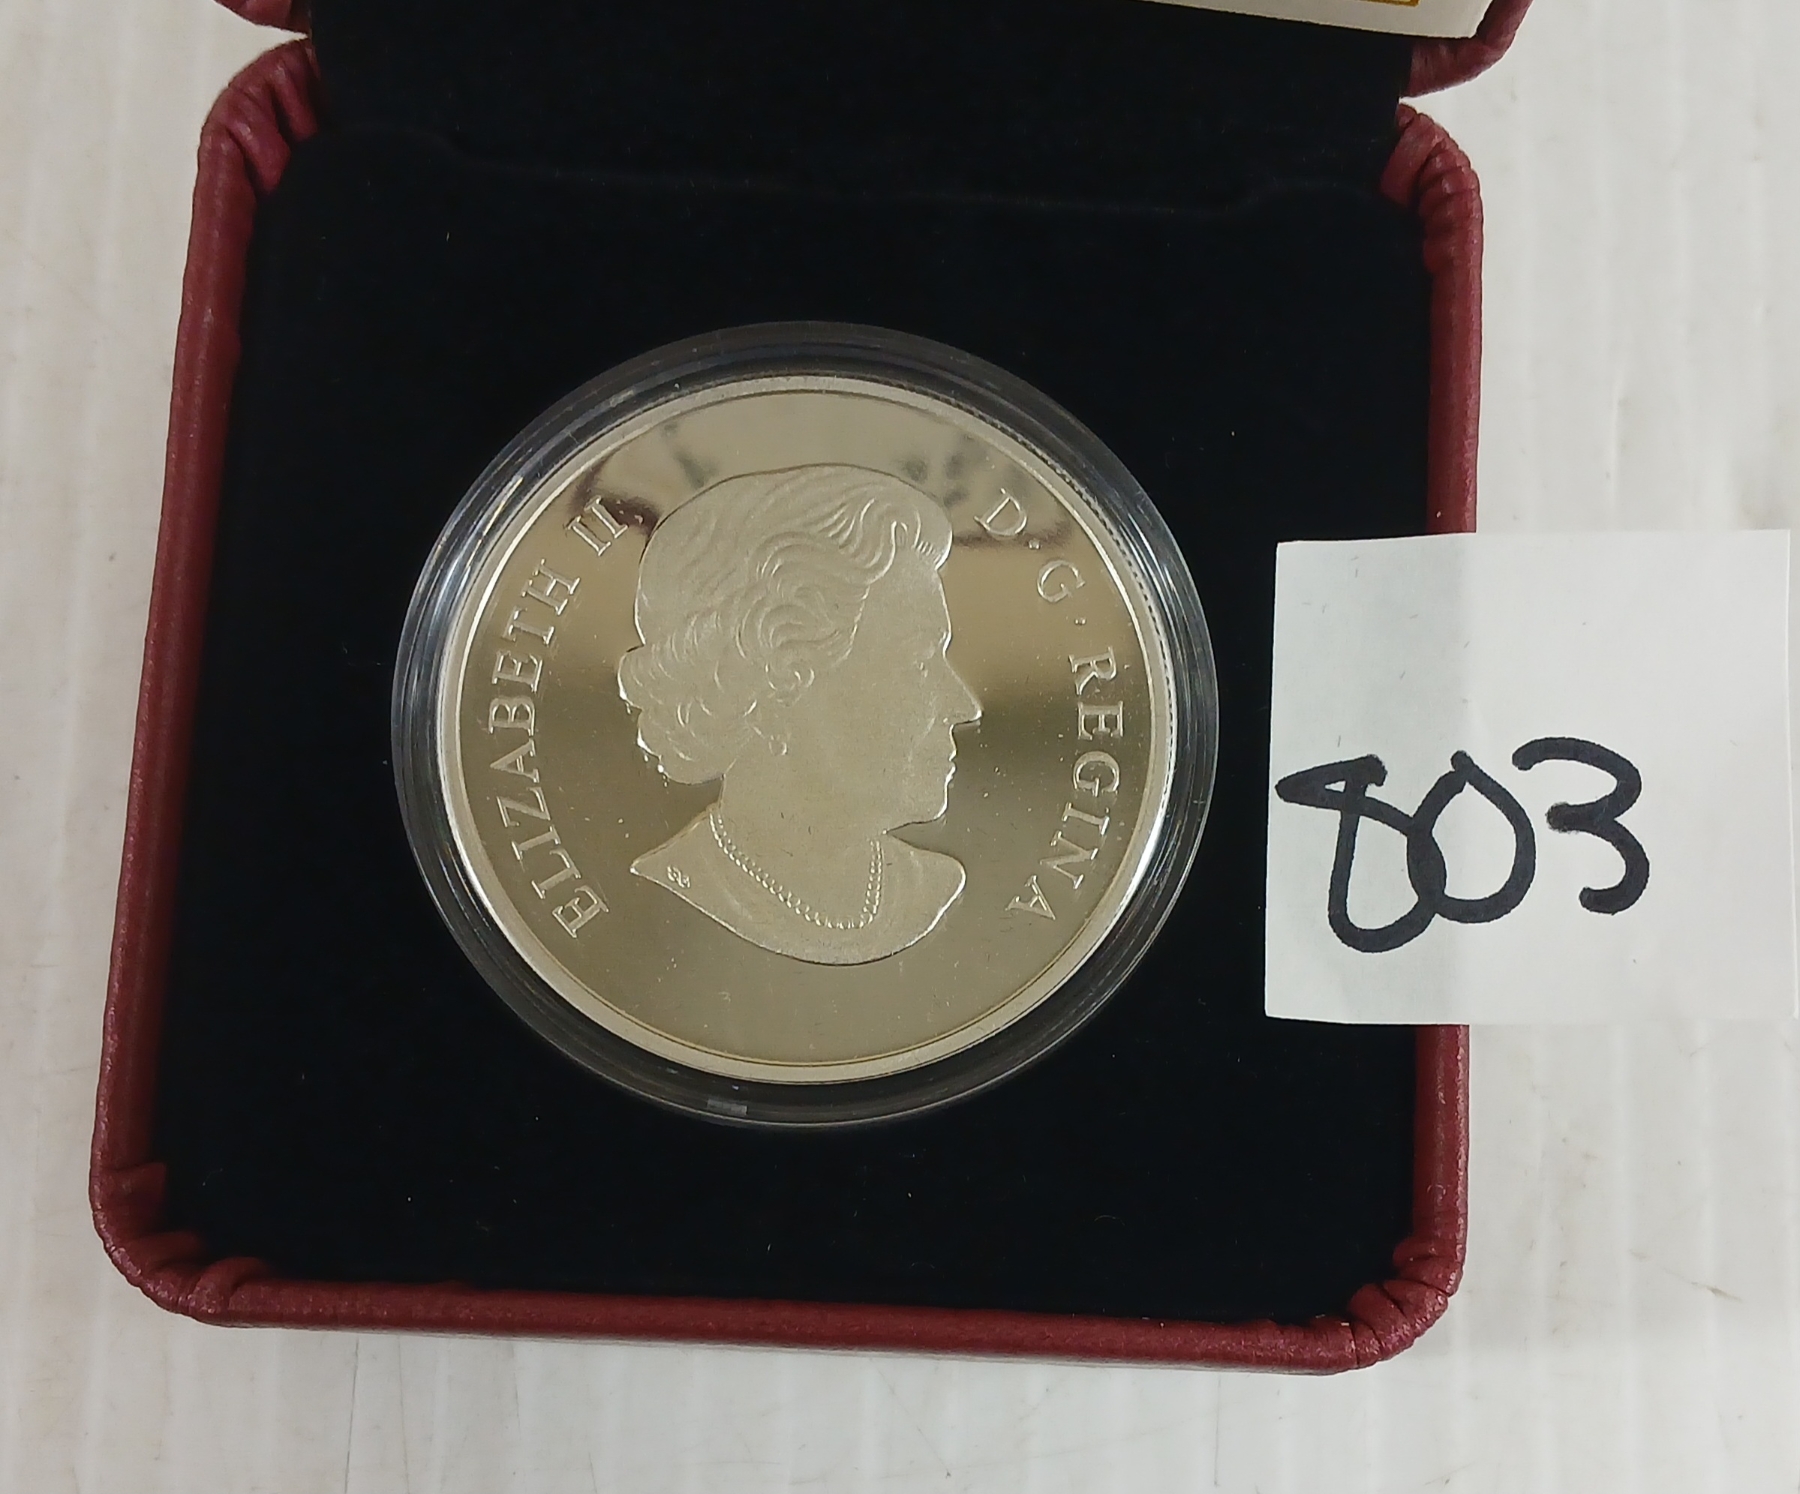 ELIZABETH II D·G·REGINA
803